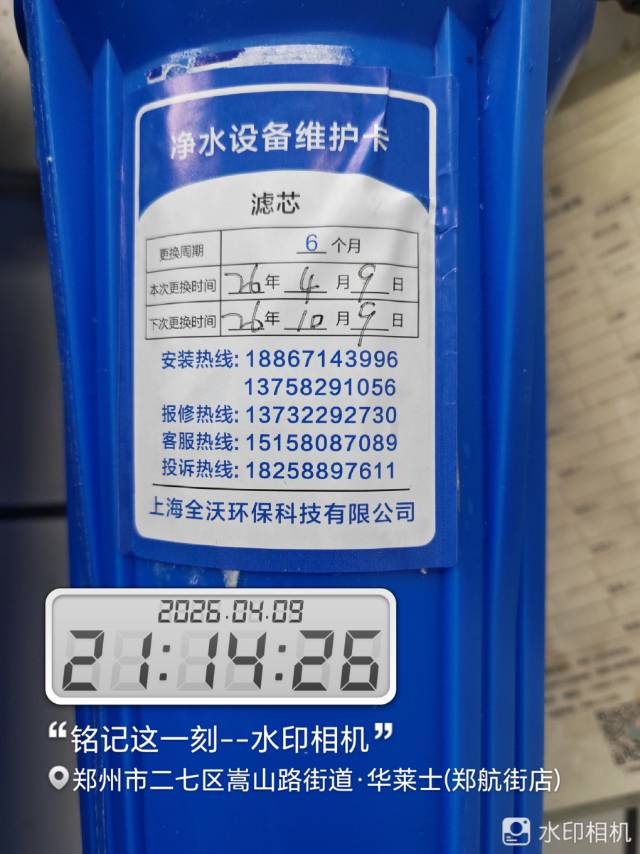 净水设备维护卡
滤芯
更换周期 6 个月
本次更换时间 26年 4 月 9 日
下次更换时间 26年 10 月 9 日
安装热线: 18867143996
13758291056
报修热线: 13732292730
客服热线: 15158087089
投诉热线: 18258897611
上海全沃环保科技有限公司
2026.04.09
21:14:26
“铭记这一刻--水印相机”
郑州市二七区嵩山路街道·华莱士(郑航街店)
水印相机